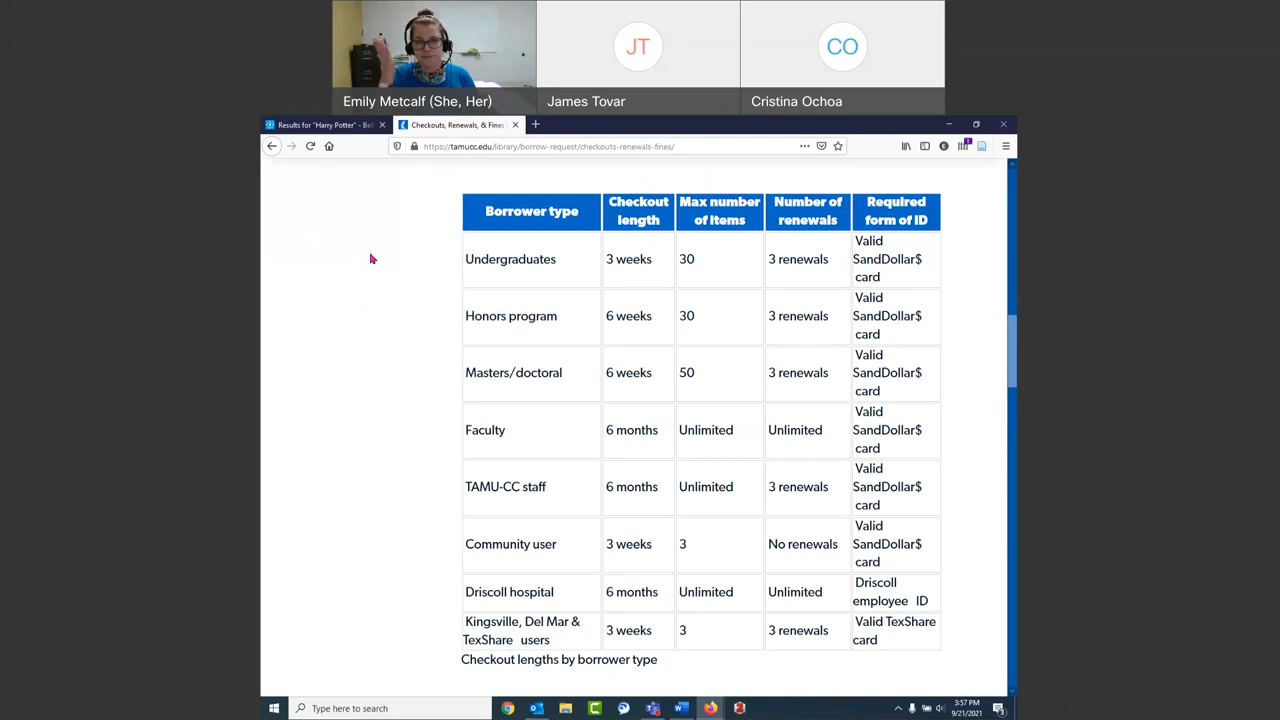 JT
CO
Emily Metcalf (She, Her)
James Tovar
Cristina Ochoa
Results for "Harry Potter" - Bell
Checkouts, Renewals, & Fines
https://tamucc.edu/library/borrow-request/checkouts-renewals-fines/
Borrower type
Checkout length
Max number of items
Number of renewals
Required form of ID
Undergraduates 3 weeks 30 3 renewals Valid SandDollar$ card
Honors program 6 weeks 30 3 renewals Valid SandDollar$ card
Masters/doctoral 6 weeks 50 3 renewals Valid SandDollar$ card
Faculty 6 months Unlimited Unlimited Valid SandDollar$ card
TAMU-CC staff 6 months Unlimited 3 renewals Valid SandDollar$ card
Community user 3 weeks 3 No renewals Valid SandDollar$ card
Driscoll hospital 6 months Unlimited Unlimited Driscoll employee ID
Kingsville, Del Mar & TexShare users 3 weeks 3 3 renewals Valid TexShare card
Checkout lengths by borrower type
Type here to search
3:57 PM
9/21/2021